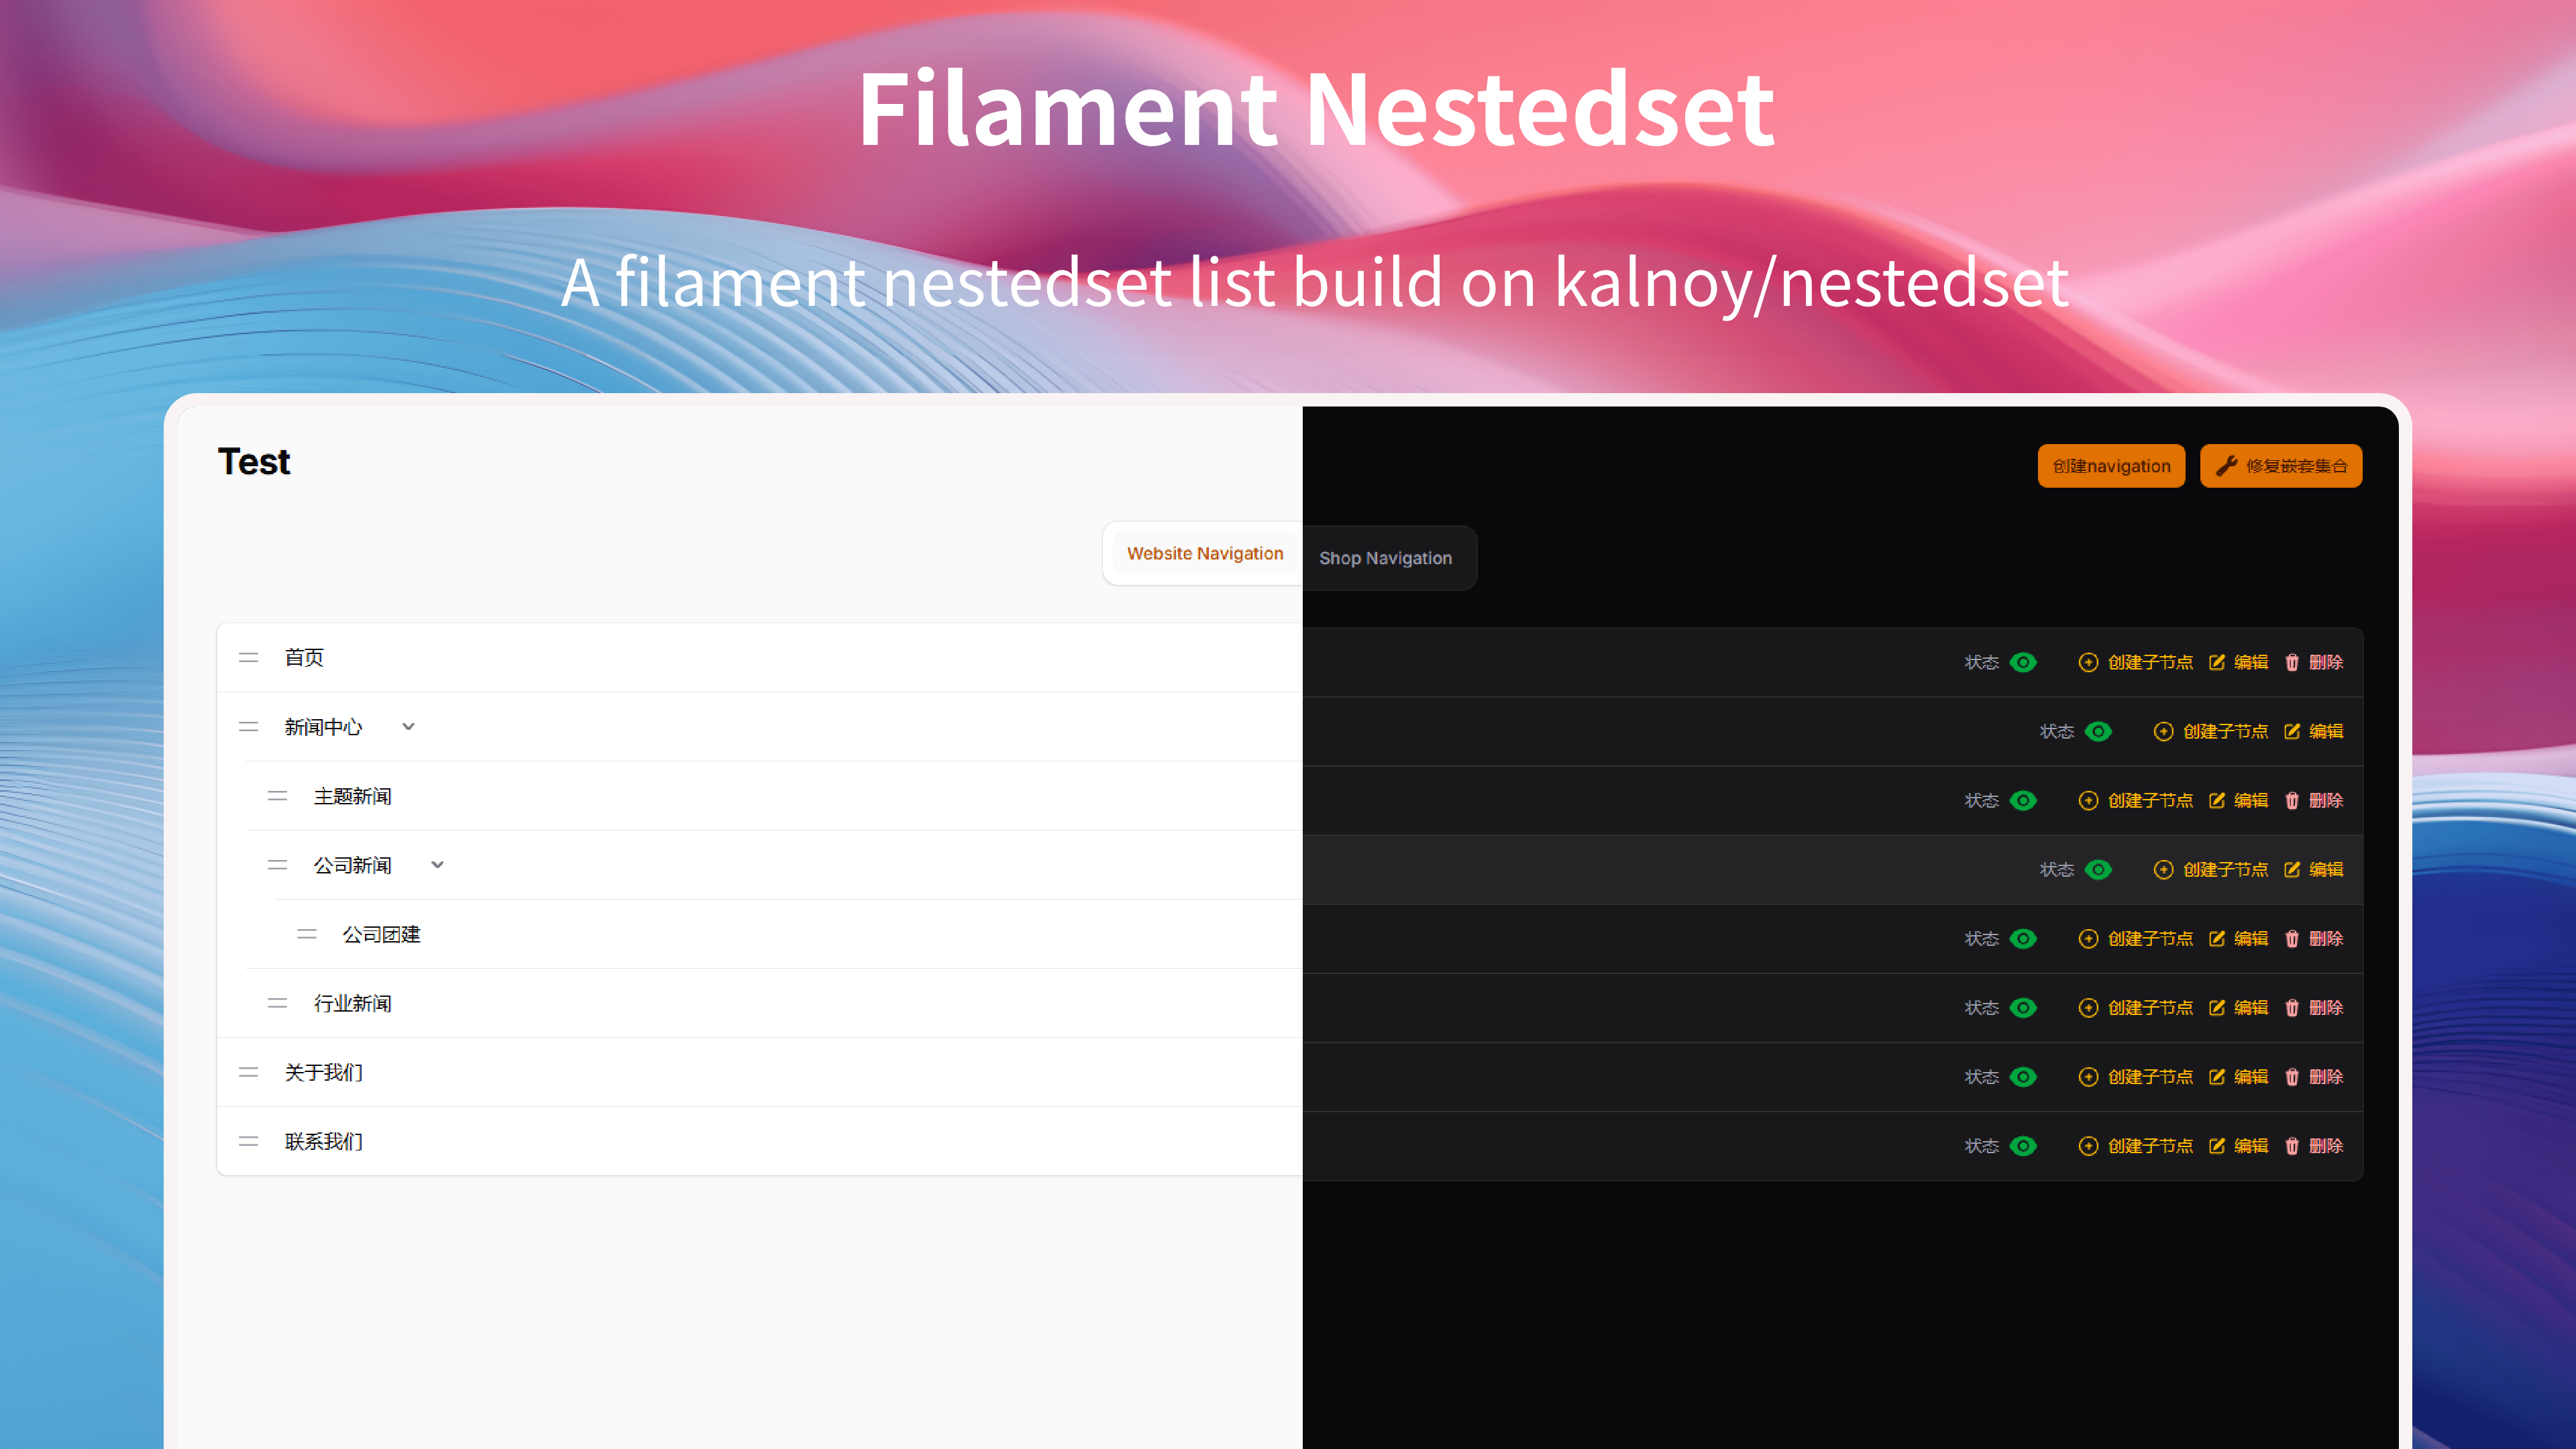 Filament Nestedset
A filament nestedset list build on kalnoy/nestedset
Test
创建navigation 修复嵌套集合
Website Navigation Shop Navigation
首页 状态 创建子节点 编辑 删除
新闻中心 状态 创建子节点 编辑
主题新闻 状态 创建子节点 编辑 删除
公司新闻 状态 创建子节点 编辑
公司团建 状态 创建子节点 编辑 删除
行业新闻 状态 创建子节点 编辑 删除
关于我们 状态 创建子节点 编辑 删除
联系我们 状态 创建子节点 编辑 删除